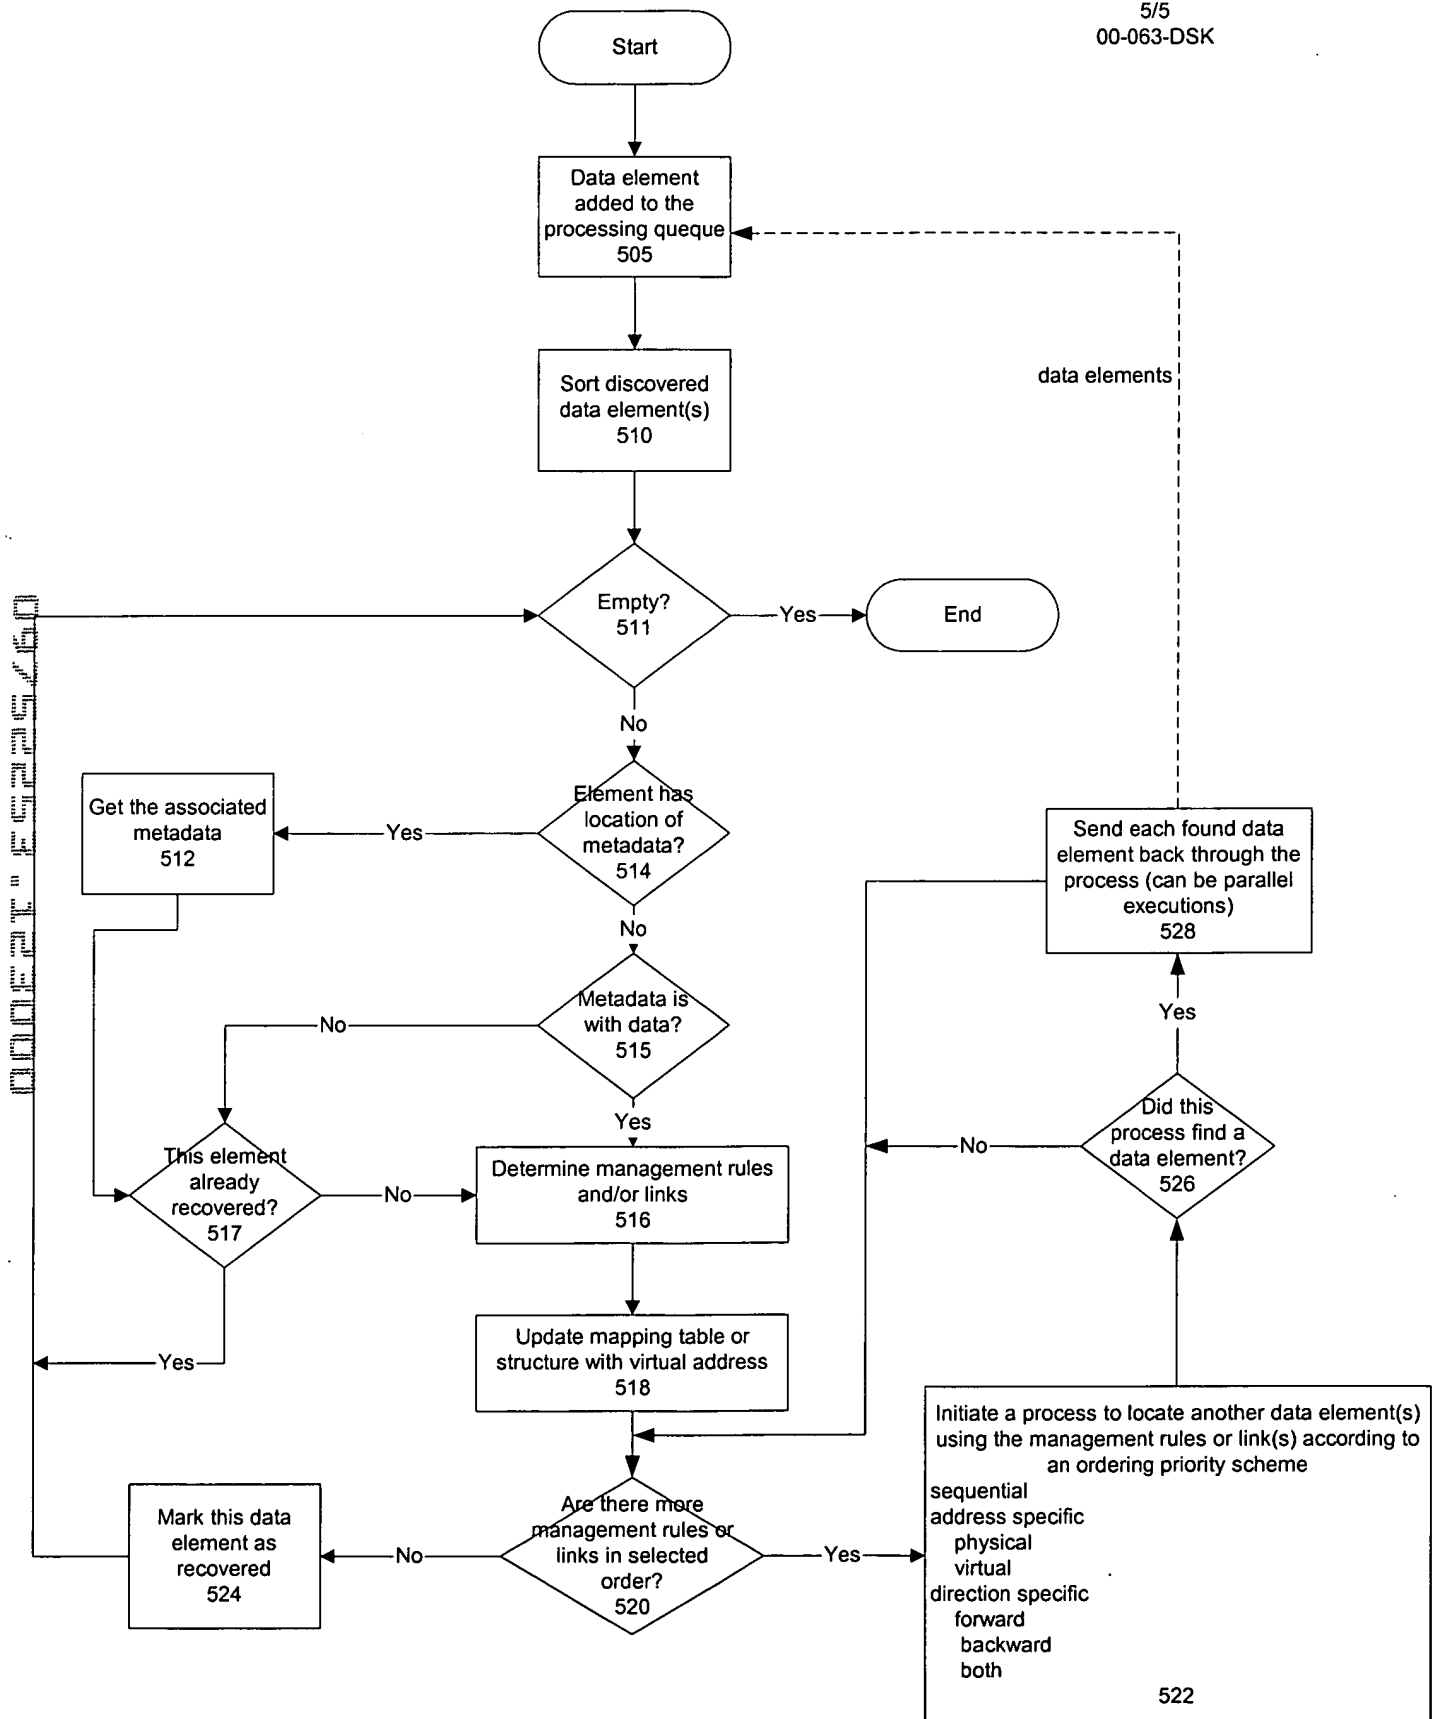 5/5
00-063-DSK
Start
Data element
added to the
processing queque
505
data elements
Sort discovered
data element(s)
510
Empty?
511
Yes
End
No
Element has
location of
metadata?
514
Yes
Get the associated
metadata
512
No
Metadata is
with data?
515
No
Yes
This element
already
recovered?
517
No
Yes
Determine management rules
and/or links
516
Update mapping table or
structure with virtual address
518
Are there more
management rules or
links in selected
order?
520
No
Mark this data
element as
recovered
524
Yes
Initiate a process to locate another data element(s)
using the management rules or link(s) according to
an ordering priority scheme
sequential
address specific
physical
virtual
direction specific
forward
backward
both
522
Did this
process find a
data element?
526
No
Yes
Send each found data
element back through the
process (can be parallel
executions)
528